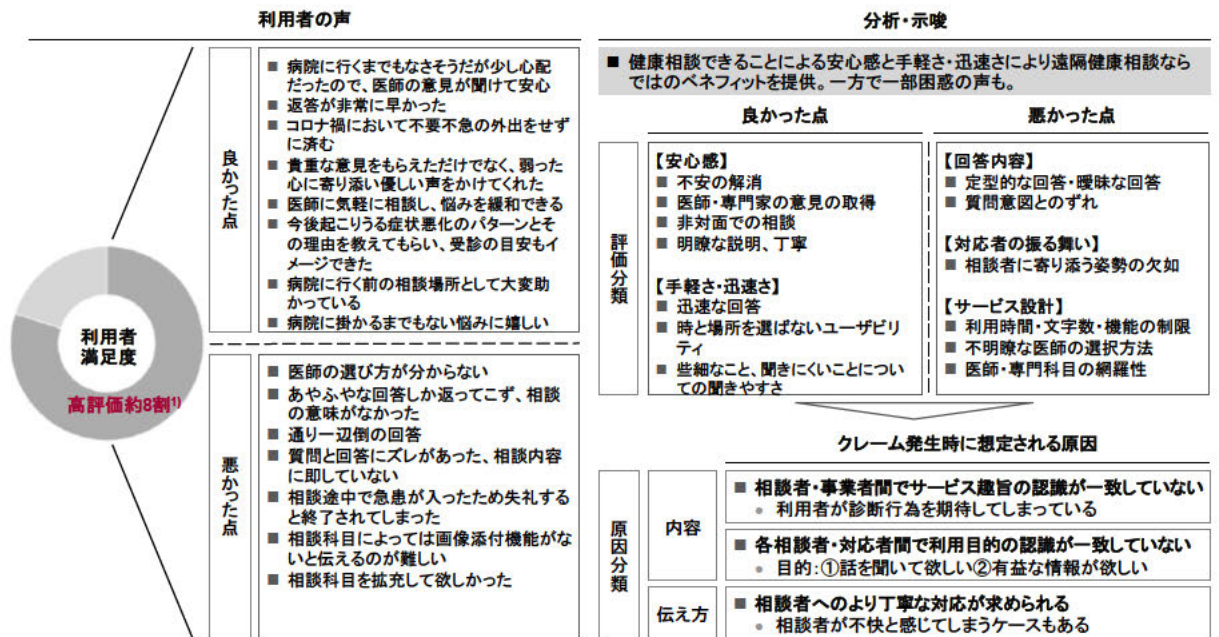 利用者の声
利用者
満足度
高評価約8割1)
良かった点
■ 病院に行くまでもなさそうだが少し心配
だったので、医師の意見が聞けて安心
■ 返答が非常に早かった
■ コロナ禍において不要不急の外出をせず
に済む
■ 貴重な意見をもらえただけでなく、弱った
心に寄り添い優しい声をかけてくれた
■ 医師に気軽に相談し、悩みを緩和できる
■ 今後起こりうる症状悪化のパターンとそ
の理由を教えてもらい、受診の目安もイ
メージできた
■ 病院に行く前の相談場所として大変助
かっている
■ 病院に掛かるまでもない悩みに嬉しい
悪かった点
■ 医師の選び方が分からない
■ あやふやな回答しか返ってこず、相談
の意味がなかった
■ 通り一辺倒の回答
■ 質問と回答にズレがあった、相談内容
に即していない
■ 相談途中で急患が入ったため失礼する
と終了されてしまった
■ 相談科目によっては画像添付機能がな
いと伝えるのが難しい
■ 相談科目を拡充して欲しかった
分析・示唆
■ 健康相談できることによる安心感と手軽さ・迅速さにより遠隔健康相談なら
ではのベネフィットを提供。一方で一部困惑の声も。
評価分類
良かった点
【安心感】
■ 不安の解消
■ 医師・専門家の意見の取得
■ 非対面での相談
■ 明瞭な説明、丁寧
【手軽さ・迅速さ】
■ 迅速な回答
■ 時と場所を選ばないユーザビリ
ティ
■ 些細なこと、聞きにくいことについ
ての聞きやすさ
悪かった点
【回答内容】
■ 定型的な回答・曖昧な回答
■ 質問意図とのずれ
【対応者の振る舞い】
■ 相談者に寄り添う姿勢の欠如
【サービス設計】
■ 利用時間・文字数・機能の制限
■ 不明瞭な医師の選択方法
■ 医師・専門科目の網羅性
クレーム発生時に想定される原因
原因分類
内容
■ 相談者・事業者間でサービス趣旨の認識が一致していない
● 利用者が診断行為を期待してしまっている
■ 各相談者・対応者間で利用目的の認識が一致していない
● 目的:①話を聞いて欲しい②有益な情報が欲しい
伝え方
■ 相談者へのより丁寧な対応が求められる
● 相談者が不快と感じてしまうケースもある